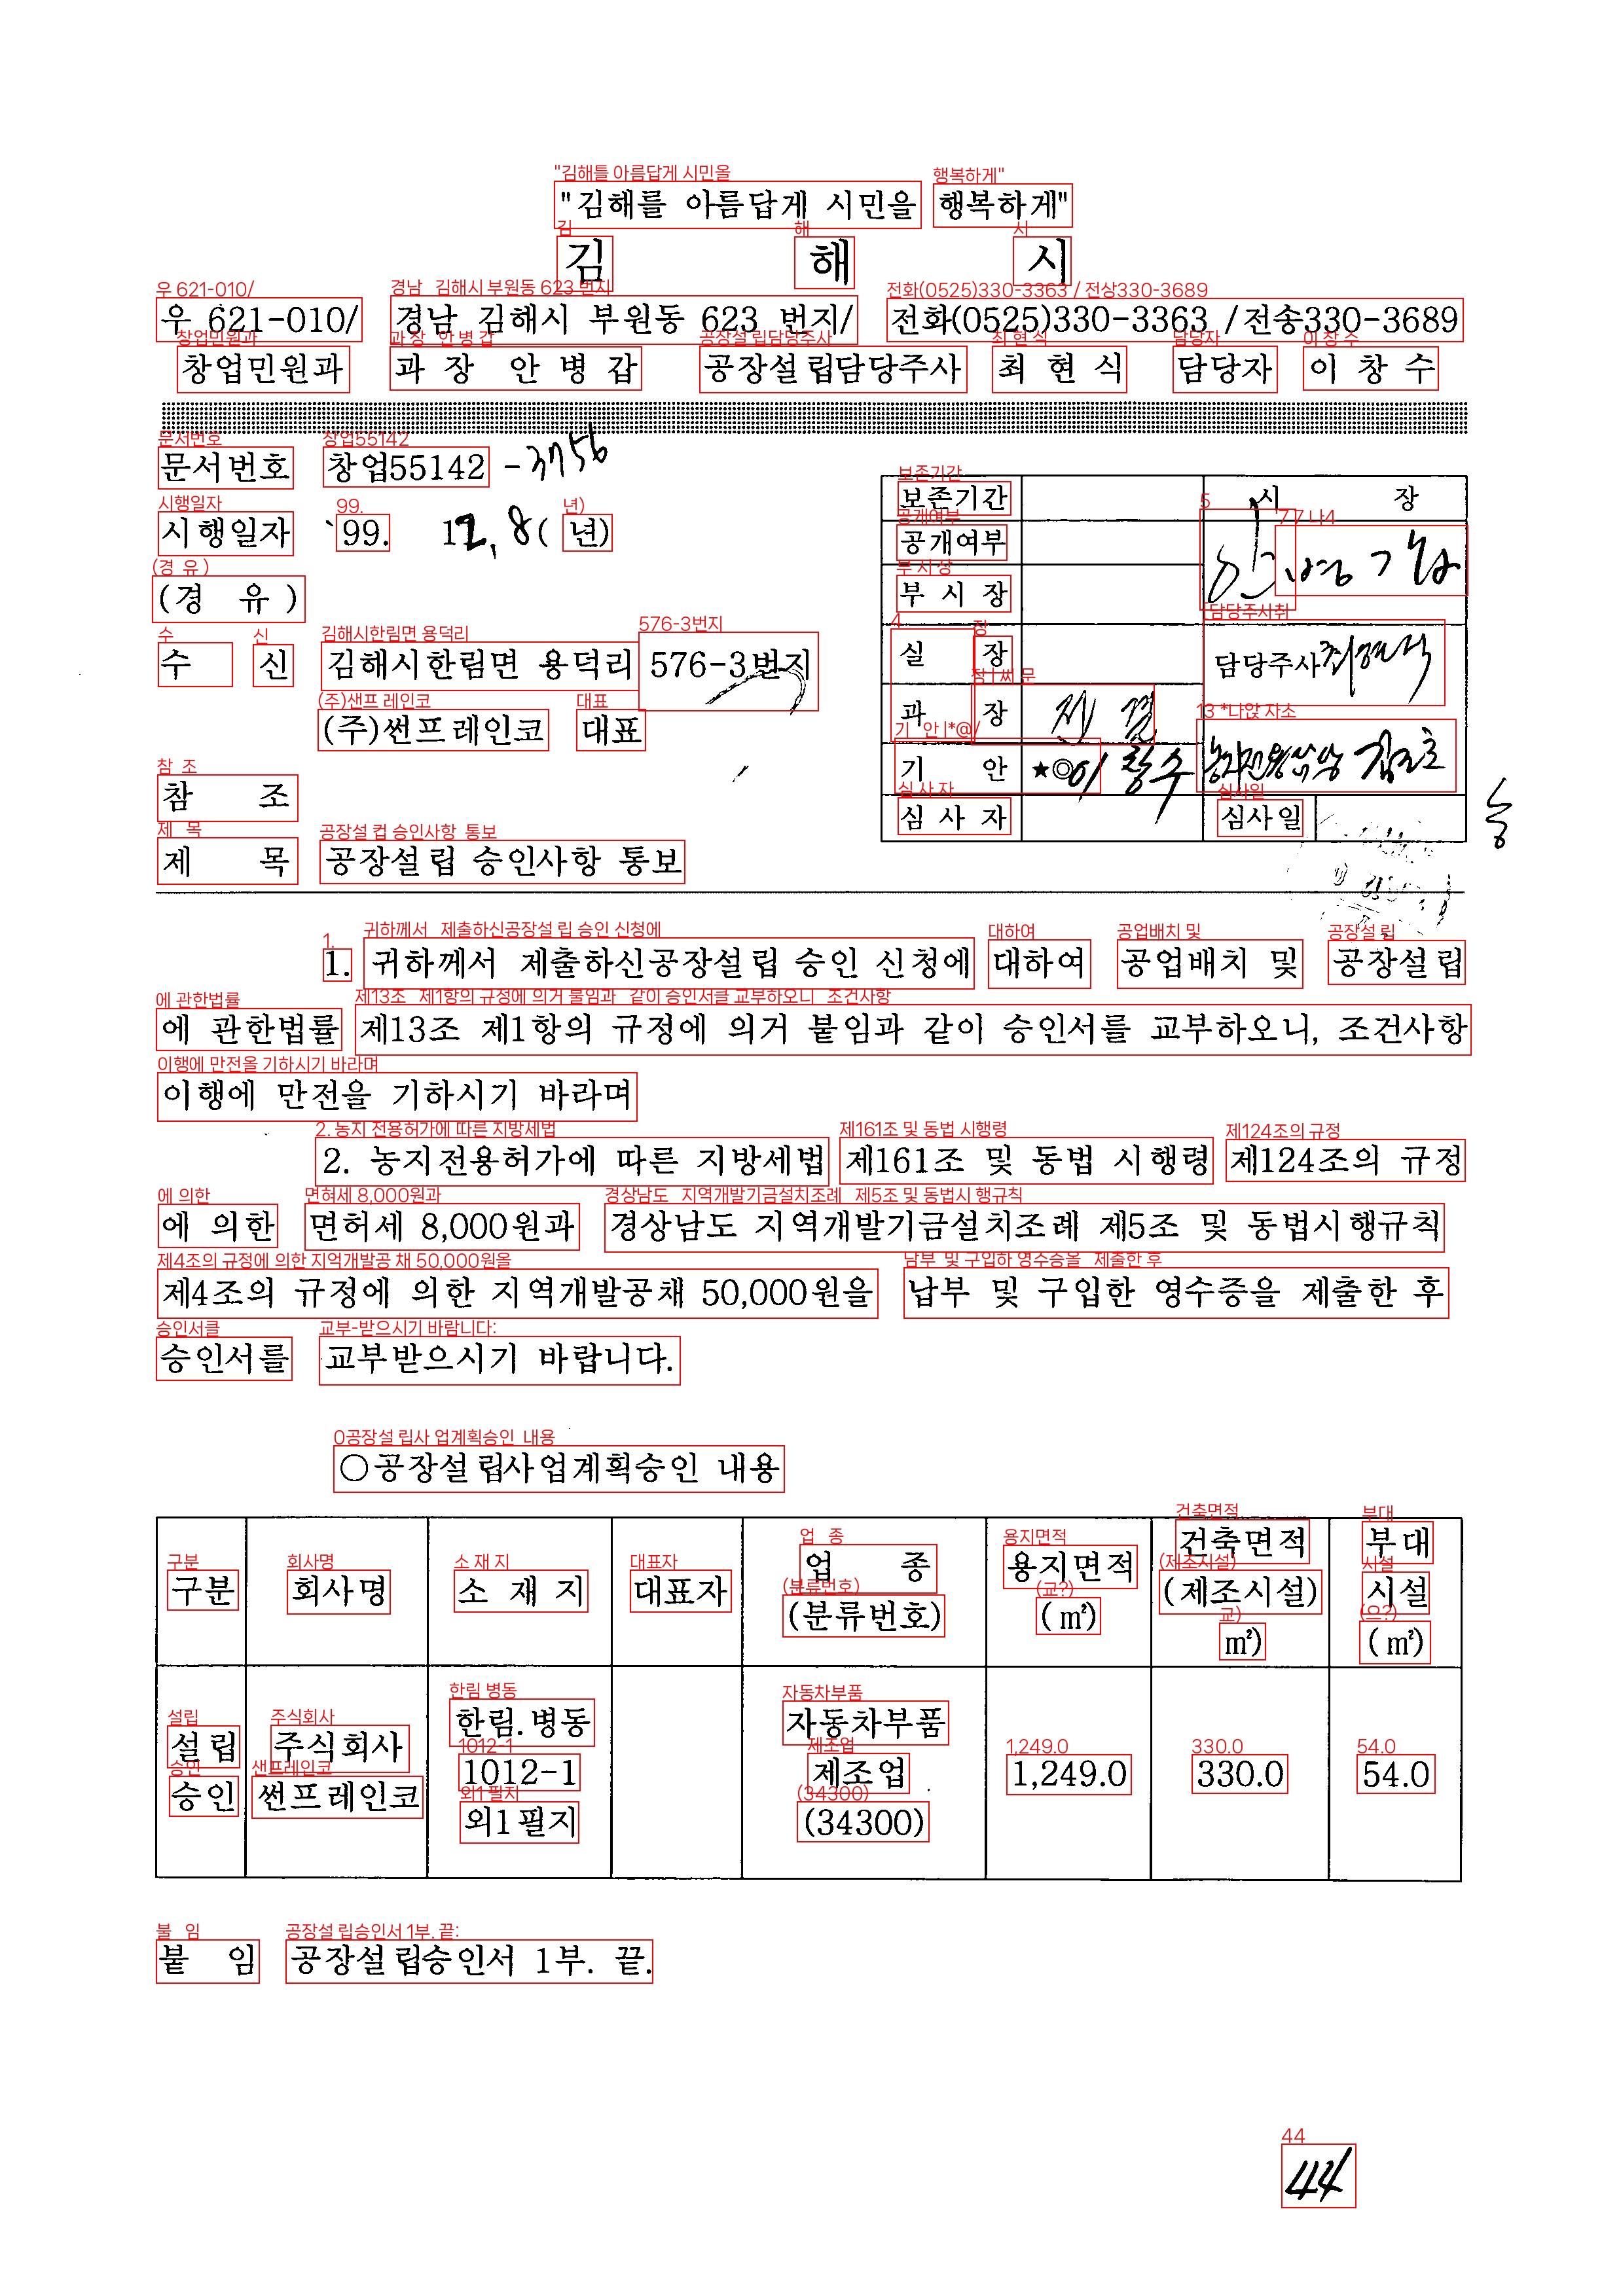 "김해를 아름답게 시민을 행복하게"
김 해 시
우 621-010/ 경남 김해시 부원동 623 번지/ 전화(0525)330-3363 /전송330-3689
창업민원과 과 장 안 병 갑 공장설립담당주사 최 현 식 담당자 이 창 수
문서번호 창업55142 -3756
시행일자 '99. 12, 8 ( 년)
(경 유)
수 신 김해시한림면 용덕리 576-3번지
(주)썬프레인코 대표
참 조
제 목 공장설립 승인사항 통보
보존기간 시 장
공개여부
부 시 장
실 장 담당주사
과 장
기 안 ★◎이창수
심 사 자 심사일
1. 귀하께서 제출하신공장설립 승인 신청에 대하여 공업배치 및 공장설립
에 관한법률 제13조 제1항의 규정에 의거 붙임과 같이 승인서를 교부하오니, 조건사항
이행에 만전을 기하시기 바라며
2. 농지전용허가에 따른 지방세법 제161조 및 동법 시행령 제124조의 규정
에 의한 면허세 8,000원과 경상남도 지역개발기금설치조례 제5조 및 동법시행규칙
제4조의 규정에 의한 지역개발공채 50,000원을 납부 및 구입한 영수증을 제출한 후
승인서를 교부받으시기 바랍니다.
○공장설립사업계획승인 내용
구분 회사명 소 재 지 대표자 업 종 (분류번호) 용지면적 (㎡) 건축면적 (제조시설) ㎡) 부대 시설 (㎡)
설립 승인 주식회사 썬프레인코 한림.병동 1012-1 외1필지 자동차부품 제조업 (34300) 1,249.0 330.0 54.0
붙 임 공장설립승인서 1부. 끝.
44